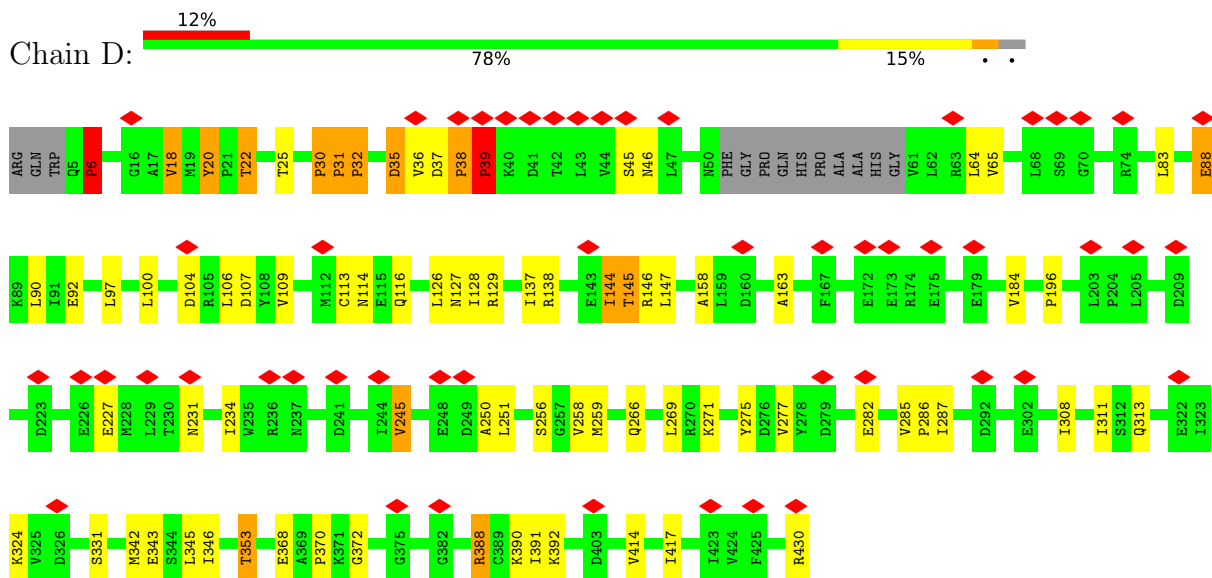 12%
Chain D:
78% 15% • •
ARG GLN TRP Q5 P6 G16 A17 V18 M19 Y20 P21 T22 T25 P30 P31 P32 D35 V36 D37 P38 P39 K40 D41 T42 L43 V44 S45 N46 L47 N50 PHE GLY PRO GLN HIS PRO ALA ALA HIS GLY V61 L62 R63 L64 V65 L68 S69 G70 R74 L83 E88
K89 L90 I91 E92 L97 L100 D104 R105 L106 D107 Y108 V109 M112 C113 N114 E115 Q116 L126 N127 I128 R129 I137 R138 E143 I144 T145 R146 L147 A158 L159 D160 A163 F167 E172 E173 R174 E175 E179 V184 P196 L203 P204 L205 D209
D223 E226 E227 M228 L229 T230 N231 I234 W235 R236 N237 D241 I244 V245 E248 D249 A250 L251 S256 G257 V258 M259 Q266 L269 R270 K271 Y275 D276 V277 Y278 D279 E282 V285 P286 I287 D292 E302 I308 I311 S312 Q313 E322 I323
K324 V325 D326 S331 M342 E343 S344 L345 I346 T353 E368 A369 P370 K371 G372 G375 G382 R388 C389 K390 I391 K392 D403 V414 I417 I423 V424 F425 R430